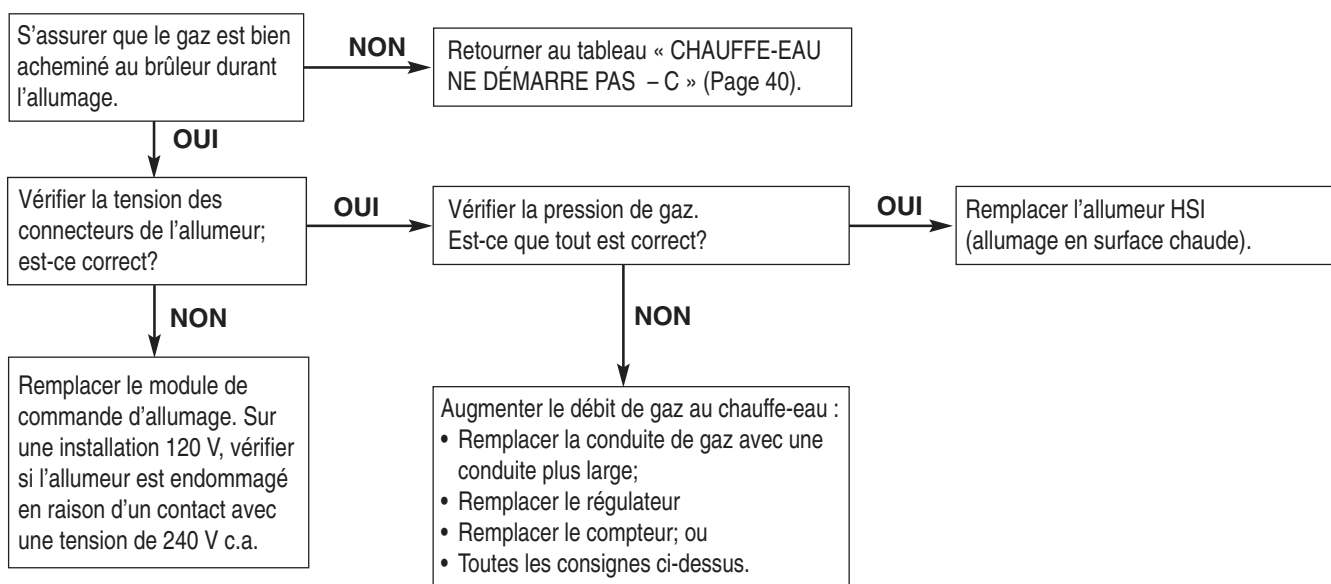 S'assurer que le gaz est bien
acheminé au brûleur durant
l'allumage.
NON
Retourner au tableau « CHAUFFE-EAU
NE DÉMARRE PAS – C » (Page 40).
OUI
Vérifier la tension des
connecteurs de l'allumeur;
est-ce correct?
OUI
Vérifier la pression de gaz.
Est-ce que tout est correct?
OUI
Remplacer l'allumeur HSI
(allumage en surface chaude).
NON
NON
Remplacer le module de
commande d'allumage. Sur
une installation 120 V, vérifier
si l'allumeur est endommagé
en raison d'un contact avec
une tension de 240 V c.a.
Augmenter le débit de gaz au chauffe-eau :
• Remplacer la conduite de gaz avec une
conduite plus large;
• Remplacer le régulateur
• Remplacer le compteur; ou
• Toutes les consignes ci-dessus.